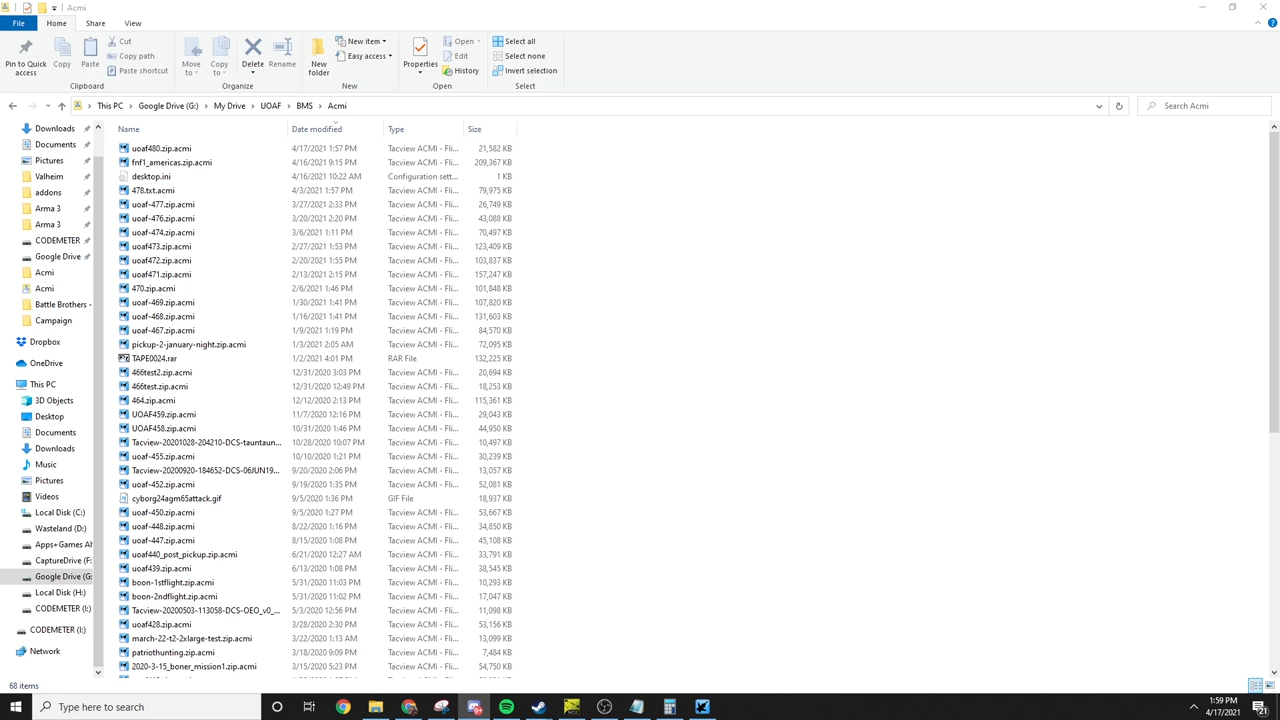 Acmi
File Home Share View
Pin to Quick access
Copy
Paste
Cut
Copy path
Paste shortcut
Clipboard
Move to
Copy to
Delete
Rename
Organize
New folder
New item
Easy access
New
Properties
Open
Edit
History
Open
Select all
Select none
Invert selection
Select
This PC > Google Drive (G:) > My Drive > UOAF > BMS > Acmi
Search Acmi
Downloads
Documents
Pictures
Valheim
addons
Arma 3
Arma 3
CODEMETER
Google Drive
Acmi
Acmi
Battle Brothers -
Campaign
Dropbox
OneDrive
This PC
3D Objects
Desktop
Documents
Downloads
Music
Pictures
Videos
Local Disk (C:)
Wasteland (D:)
Apps+Games Al
CaptureDrive (F:
Google Drive (G:
Local Disk (H:)
CODEMETER (I:)
CODEMETER (I:)
Network
Name Date modified Type Size
uoaf480.zip.acmi 4/17/2021 1:57 PM Tacview ACMI - Fli... 21,582 KB
fnf1_americas.zip.acmi 4/16/2021 9:15 PM Tacview ACMI - Fli... 209,367 KB
desktop.ini 4/16/2021 10:22 AM Configuration sett... 1 KB
478.txt.acmi 4/3/2021 1:57 PM Tacview ACMI - Fli... 79,975 KB
uoaf-477.zip.acmi 3/27/2021 2:33 PM Tacview ACMI - Fli... 26,749 KB
uoaf-476.zip.acmi 3/20/2021 2:20 PM Tacview ACMI - Fli... 43,088 KB
uoaf-474.zip.acmi 3/6/2021 1:11 PM Tacview ACMI - Fli... 70,497 KB
uoaf473.zip.acmi 2/27/2021 1:53 PM Tacview ACMI - Fli... 123,409 KB
uoaf472.zip.acmi 2/20/2021 1:55 PM Tacview ACMI - Fli... 103,837 KB
uoaf471.zip.acmi 2/13/2021 2:15 PM Tacview ACMI - Fli... 157,247 KB
470.zip.acmi 2/6/2021 1:46 PM Tacview ACMI - Fli... 101,848 KB
uoaf-469.zip.acmi 1/30/2021 1:41 PM Tacview ACMI - Fli... 107,820 KB
uoaf-468.zip.acmi 1/16/2021 1:41 PM Tacview ACMI - Fli... 131,603 KB
uoaf-467.zip.acmi 1/9/2021 1:19 PM Tacview ACMI - Fli... 84,570 KB
pickup-2-january-night.zip.acmi 1/3/2021 2:05 AM Tacview ACMI - Fli... 72,095 KB
TAPE0024.rar 1/2/2021 4:01 PM RAR File 132,225 KB
466test2.zip.acmi 12/31/2020 3:03 PM Tacview ACMI - Fli... 20,694 KB
466test.zip.acmi 12/31/2020 12:49 PM Tacview ACMI - Fli... 18,253 KB
464.zip.acmi 12/12/2020 2:13 PM Tacview ACMI - Fli... 115,361 KB
UOAF459.zip.acmi 11/7/2020 12:16 PM Tacview ACMI - Fli... 29,043 KB
UOAF458.zip.acmi 10/31/2020 1:46 PM Tacview ACMI - Fli... 44,950 KB
Tacview-20201028-204210-DCS-tauntaun... 10/28/2020 10:07 PM Tacview ACMI - Fli... 10,497 KB
uoaf-455.zip.acmi 10/10/2020 1:21 PM Tacview ACMI - Fli... 30,239 KB
Tacview-20200920-184652-DCS-06JUN19... 9/20/2020 2:06 PM Tacview ACMI - Fli... 13,057 KB
uoaf-452.zip.acmi 9/19/2020 1:35 PM Tacview ACMI - Fli... 52,081 KB
cyborg24agm65attack.gif 9/5/2020 1:36 PM GIF File 18,937 KB
uoaf-450.zip.acmi 9/5/2020 1:27 PM Tacview ACMI - Fli... 53,667 KB
uoaf-448.zip.acmi 8/22/2020 1:16 PM Tacview ACMI - Fli... 34,850 KB
uoaf-447.zip.acmi 8/15/2020 1:08 PM Tacview ACMI - Fli... 45,108 KB
uoaf440_post_pickup.zip.acmi 6/21/2020 12:27 AM Tacview ACMI - Fli... 33,791 KB
uoaf439.zip.acmi 6/13/2020 1:08 PM Tacview ACMI - Fli... 38,545 KB
boon-1stflight.zip.acmi 5/31/2020 11:03 PM Tacview ACMI - Fli... 10,293 KB
boon-2ndflight.zip.acmi 5/31/2020 11:02 PM Tacview ACMI - Fli... 17,047 KB
Tacview-20200503-113058-DCS-OEO_v0_... 5/3/2020 12:56 PM Tacview ACMI - Fli... 11,098 KB
uoaf428.zip.acmi 3/28/2020 2:30 PM Tacview ACMI - Fli... 53,156 KB
march-22-t2-2xlarge-test.zip.acmi 3/22/2020 1:13 AM Tacview ACMI - Fli... 13,099 KB
patriothunting.zip.acmi 3/18/2020 9:09 PM Tacview ACMI - Fli... 7,484 KB
2020-3-15_boner_mission1.zip.acmi 3/15/2020 5:23 PM Tacview ACMI - Fli... 54,750 KB
68 items
Type here to search
1:59 PM
4/17/2021
21